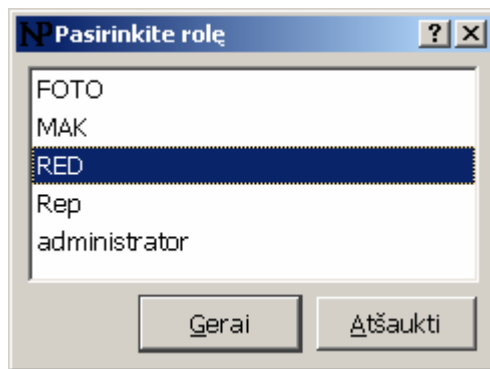 NP Pasirinkite rolę ? X
FOTO
MAK
RED
Rep
administrator
Gerai Atšaukti